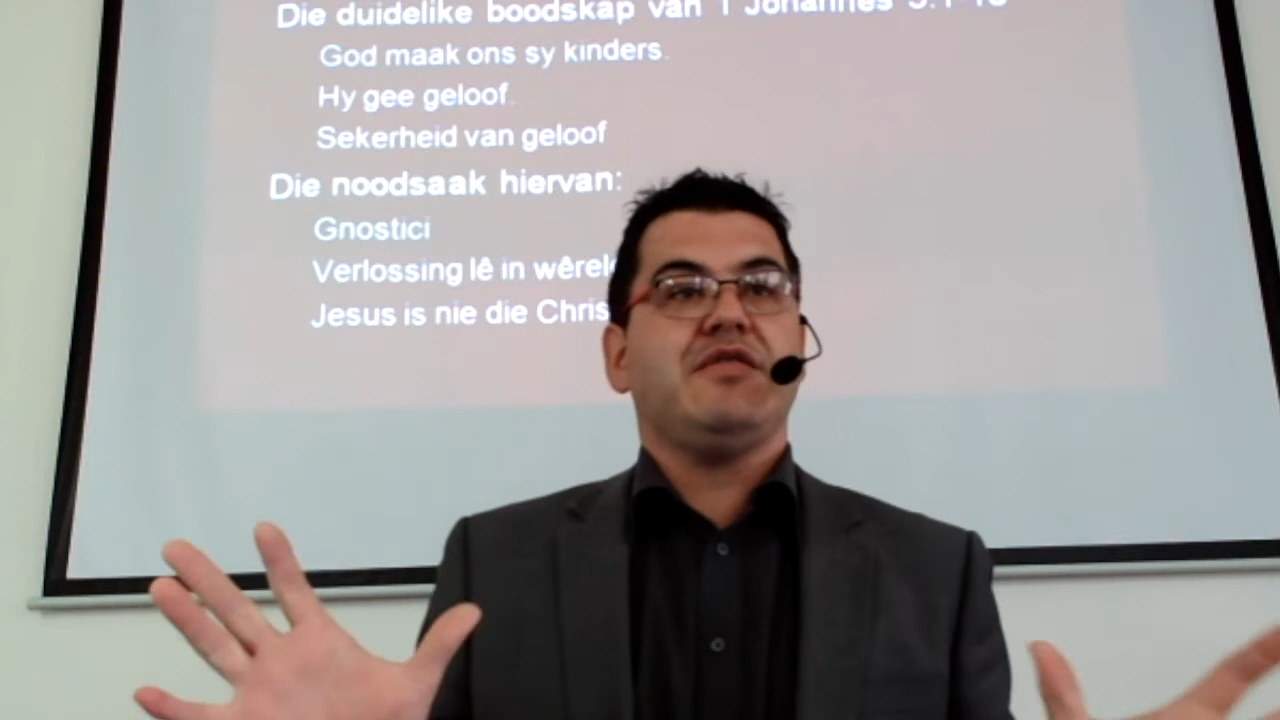 Die duidelike boodskap van 1 Johannes
God maak ons sy kinders.
Hy gee geloof.
Sekerheid van geloof
Die noodsaak hiervan:
Gnostici
Verlossing lê in
Jesus is nie die